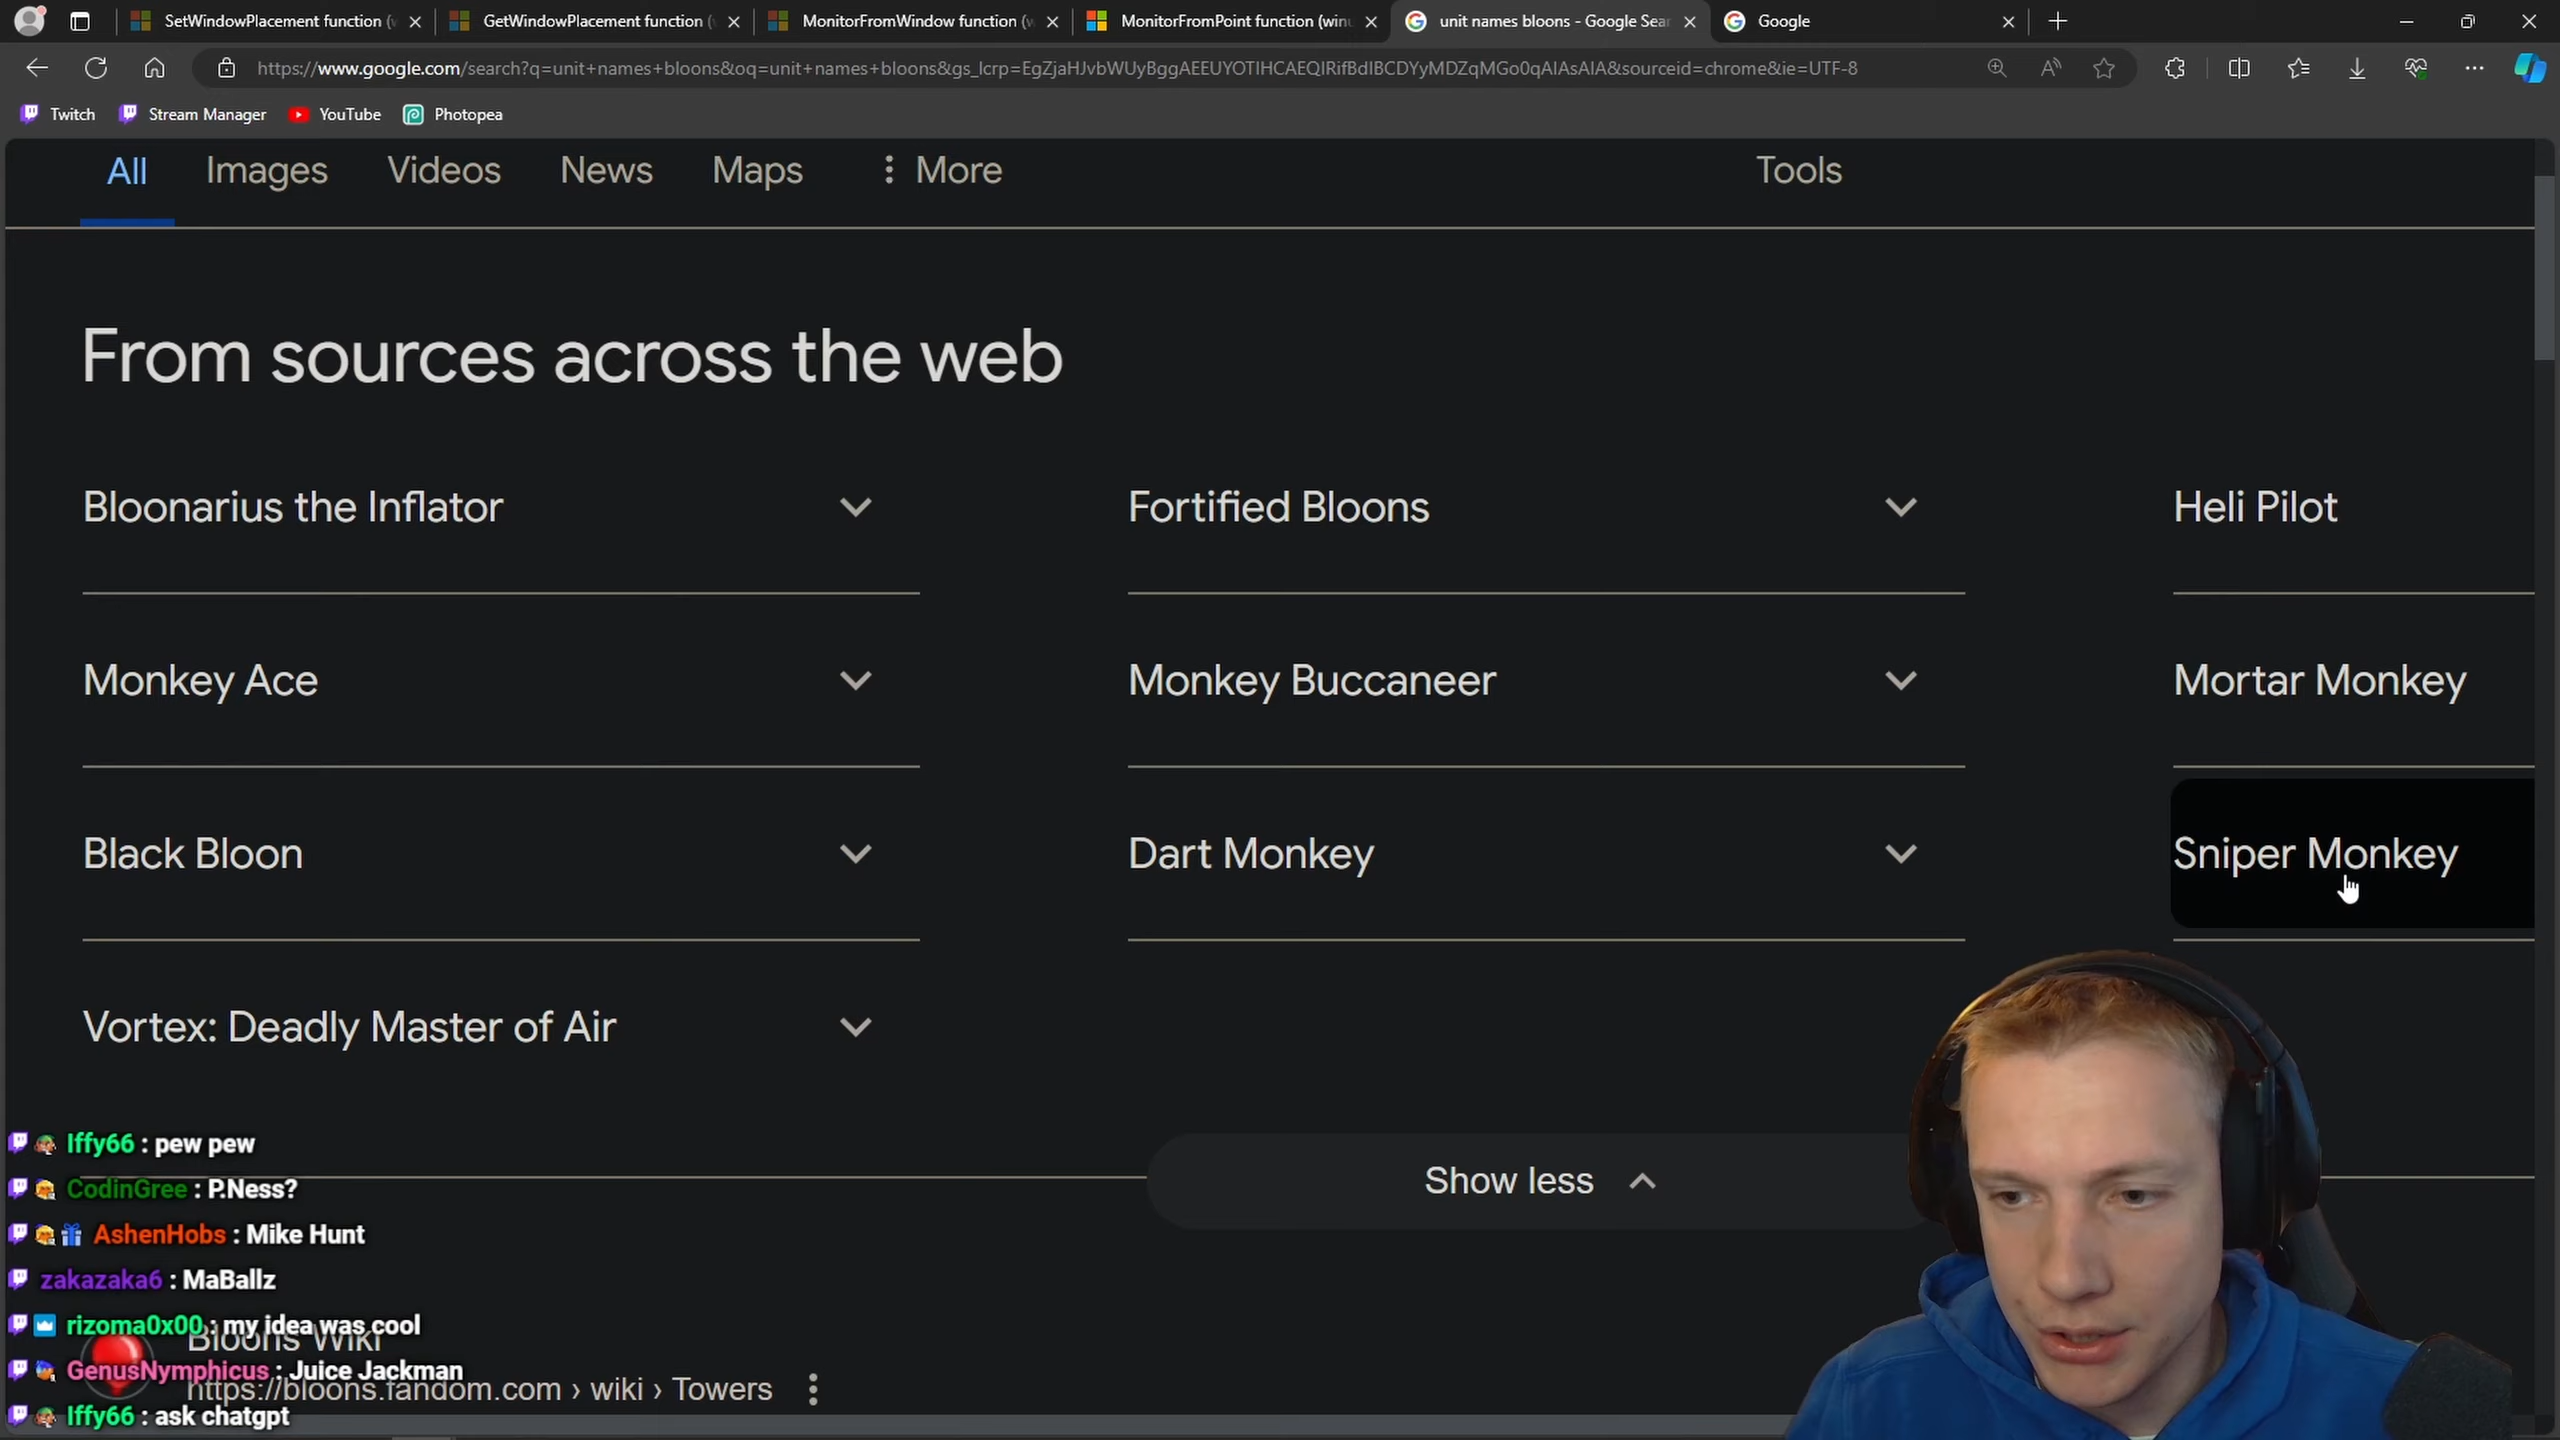 SetWindowPlacement function (w
GetWindowPlacement function (
MonitorFromWindow function (w
MonitorFromPoint function (winu
unit names bloons - Google Sear
Google
https://www.google.com/search?q=unit+names+bloons&oq=unit+names+bloons&gs_lcrp=EgZjaHJvbWUyBggAEEUYOTIHCAEQIRifBdIBCDYyMDZqMGo0qAIAsAIA&sourceid=chrome&ie=UTF-8
Twitch
Stream Manager
YouTube
Photopea
All
Images
Videos
News
Maps
More
Tools
From sources across the web
Bloonarius the Inflator
Fortified Bloons
Heli Pilot
Monkey Ace
Monkey Buccaneer
Mortar Monkey
Black Bloon
Dart Monkey
Sniper Monkey
Vortex: Deadly Master of Air
Show less
Iffy66 : pew pew
CodinGree : P.Ness?
AshenHobs : Mike Hunt
zakazaka6 : MaBallz
rizoma0x00 : my idea was cool
Bloons Wiki
GenusNymphicus : Juice Jackman
https://bloons.fandom.com › wiki › Towers
Iffy66 : ask chatgpt